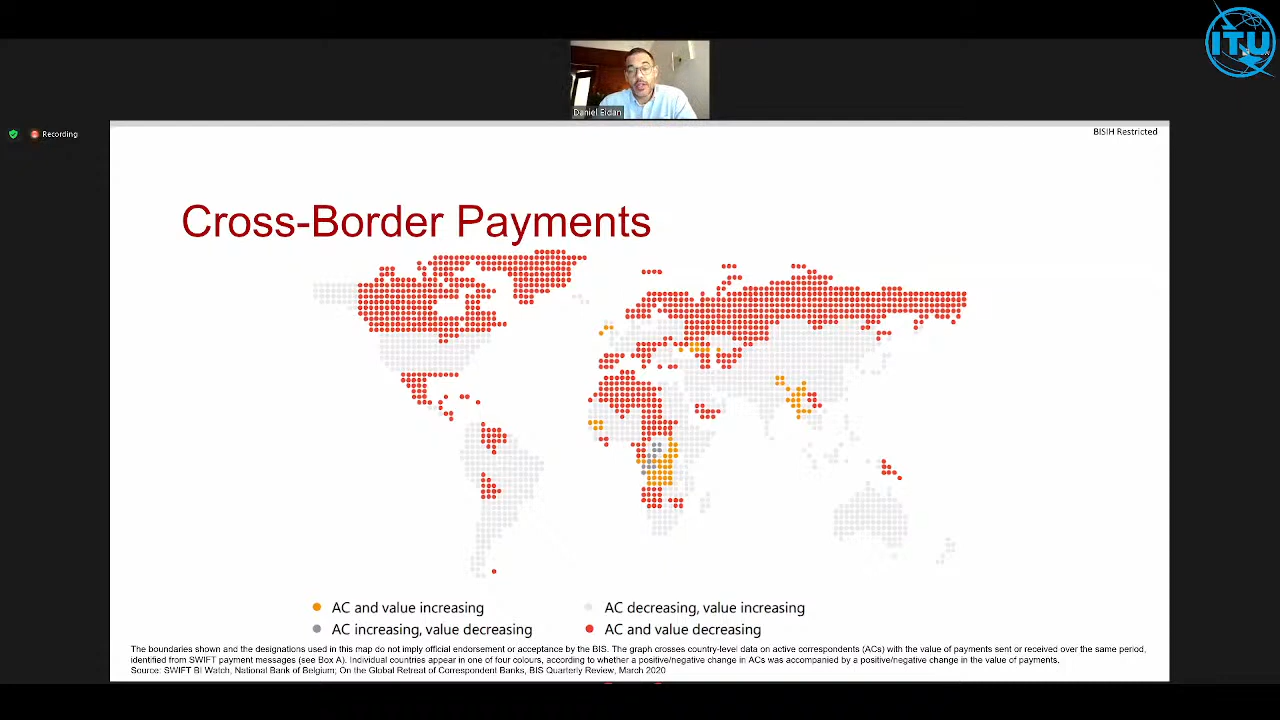 ITU
Daniel Eidan
Recording
BISIH Restricted
Cross-Border Payments
AC and value increasing
AC decreasing, value increasing
AC increasing, value decreasing
AC and value decreasing
The boundaries shown and the designations used in this map do not imply official endorsement or acceptance by the BIS. The graph crosses country-level data on active correspondents (ACs) with the value of payments sent or received over the same period,
identified from SWIFT payment messages (see Box A). Individual countries appear in one of four colours, according to whether a positive/negative change in ACs was accompanied by a positive/negative change in the value of payments.
Source: SWIFT BI Watch, National Bank of Belgium; On the Global Retreat of Correspondent Banks, BIS Quarterly Review, March 2020